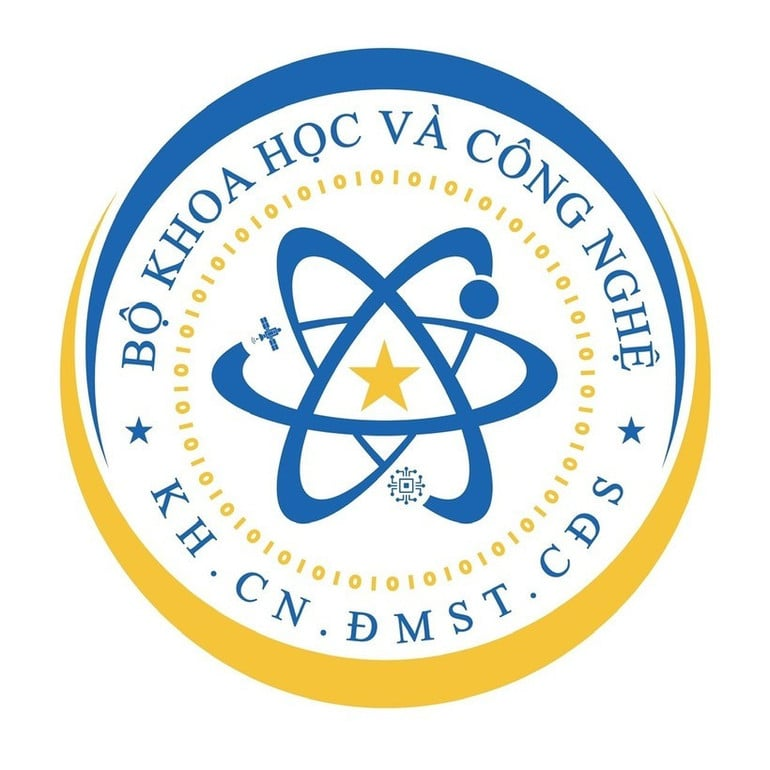 BỘ KHOA HỌC VÀ CÔNG NGHỆ
KH.CN.ĐMST.CĐS